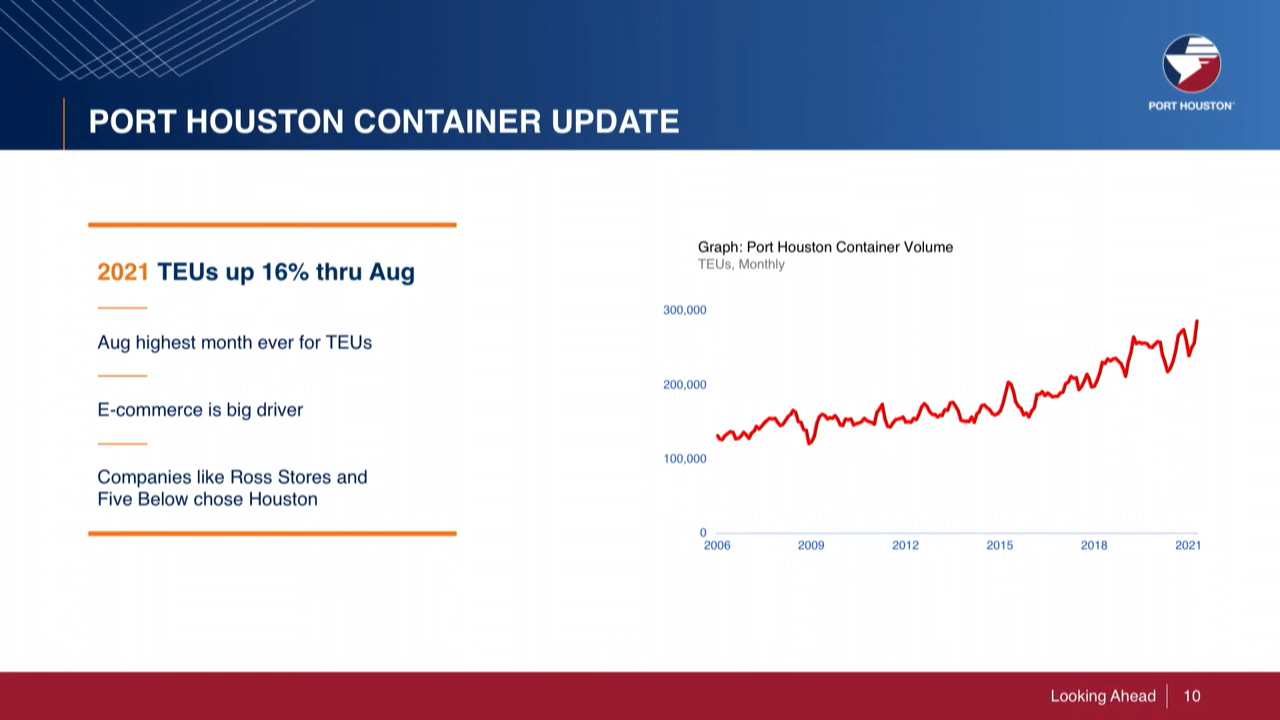 PORT HOUSTON CONTAINER UPDATE
PORT HOUSTON™
2021 TEUs up 16% thru Aug
Aug highest month ever for TEUs
E-commerce is big driver
Companies like Ross Stores and
Five Below chose Houston
Graph: Port Houston Container Volume
TEUs, Monthly
300,000
200,000
100,000
0
2006 2009 2012 2015 2018 2021
Looking Ahead 10